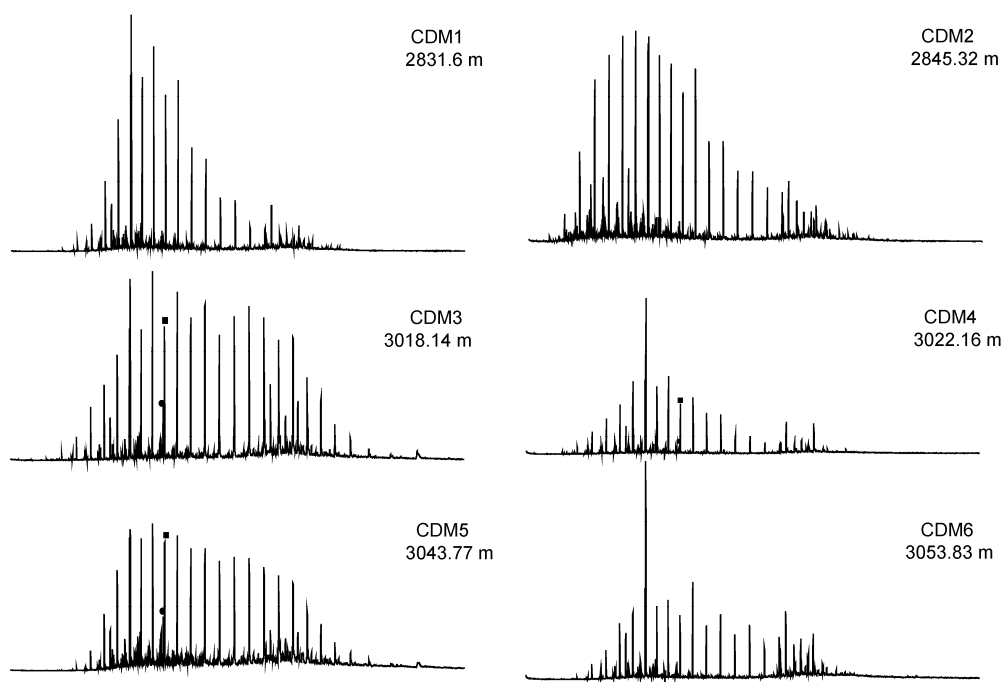 CDM1
2831.6 m
CDM2
2845.32 m
CDM3
3018.14 m
CDM4
3022.16 m
CDM5
3043.77 m
CDM6
3053.83 m